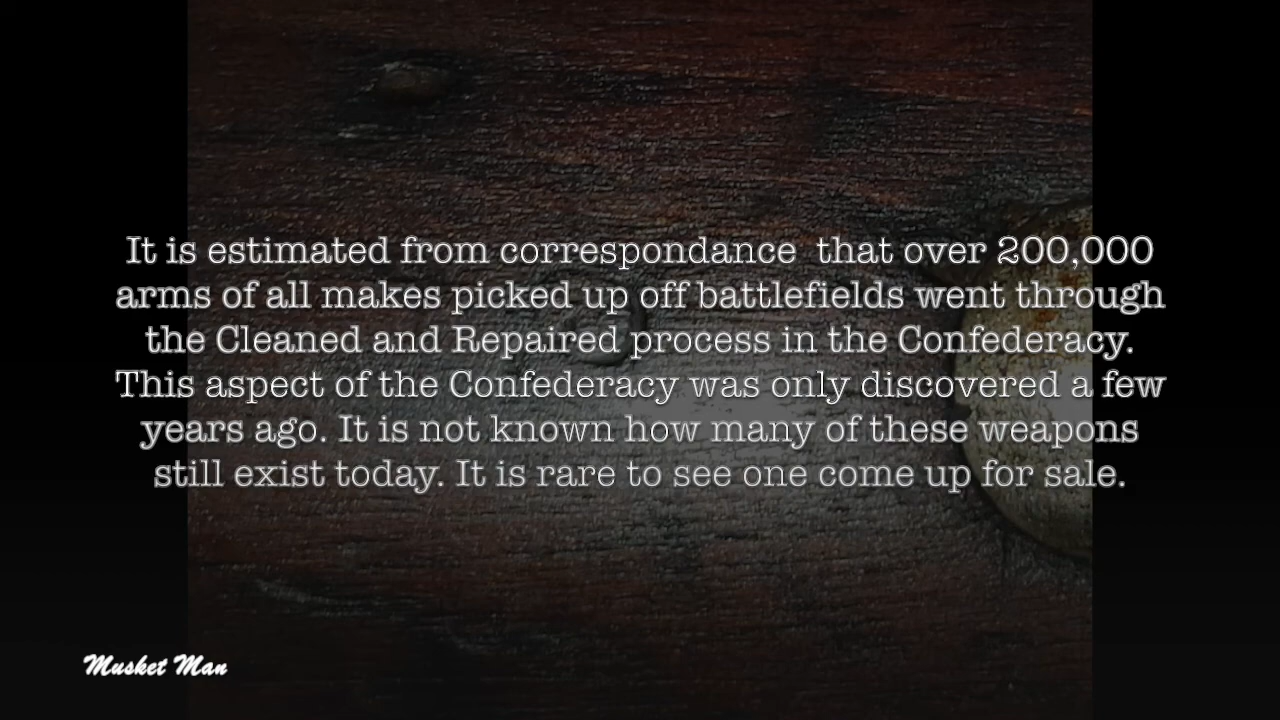 It is estimated from correspondance  that over 200,000
arms of all makes picked up off battlefields went through
the Cleaned and Repaired process in the Confederacy.
This aspect of the Confederacy was only discovered a few
years ago. It is not known how many of these weapons
still exist today. It is rare to see one come up for sale.
Musket Man